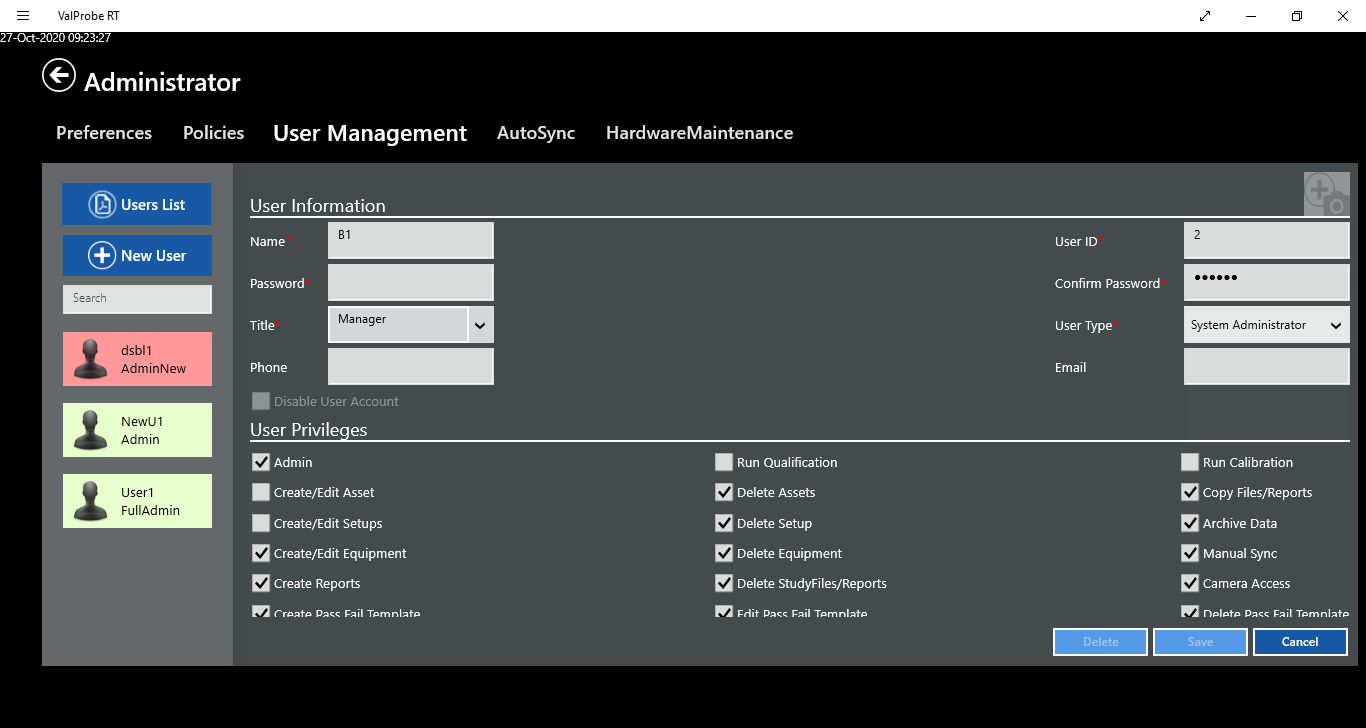 ValProbe RT
27-Oct-2020 09:23:27
Administrator
Preferences Policies User Management AutoSync HardwareMaintenance
Users List
New User
Search
dsbl1
AdminNew
NewU1
Admin
User1
FullAdmin
User Information
Name* B1 User ID* 2
Password* Confirm Password* ••••••
Title* Manager User Type* System Administrator
Phone Email
Disable User Account
User Privileges
Admin Run Qualification Run Calibration
Create/Edit Asset Delete Assets Copy Files/Reports
Create/Edit Setups Delete Setup Archive Data
Create/Edit Equipment Delete Equipment Manual Sync
Create Reports Delete StudyFiles/Reports Camera Access
Create Pass Fail Template Edit Pass Fail Template Delete Pass Fail Template
Delete Save Cancel